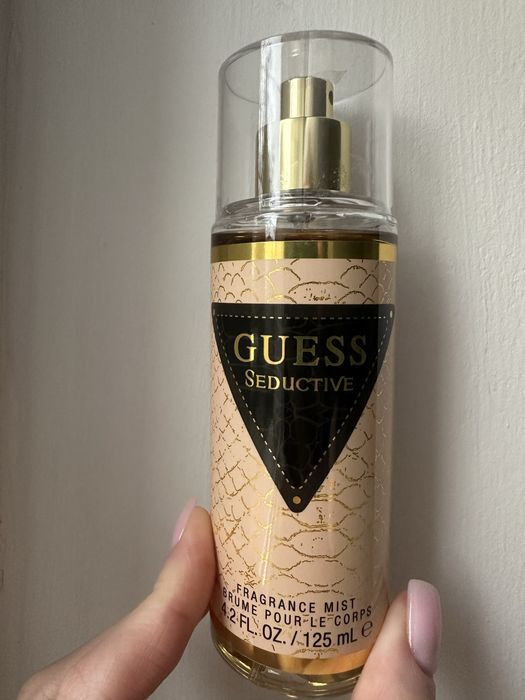 GUESS
SEDUCTIVE
FRAGRANCE MIST
BRUME POUR LE CORPS
4.2 FL. OZ. / 125 mL ℮